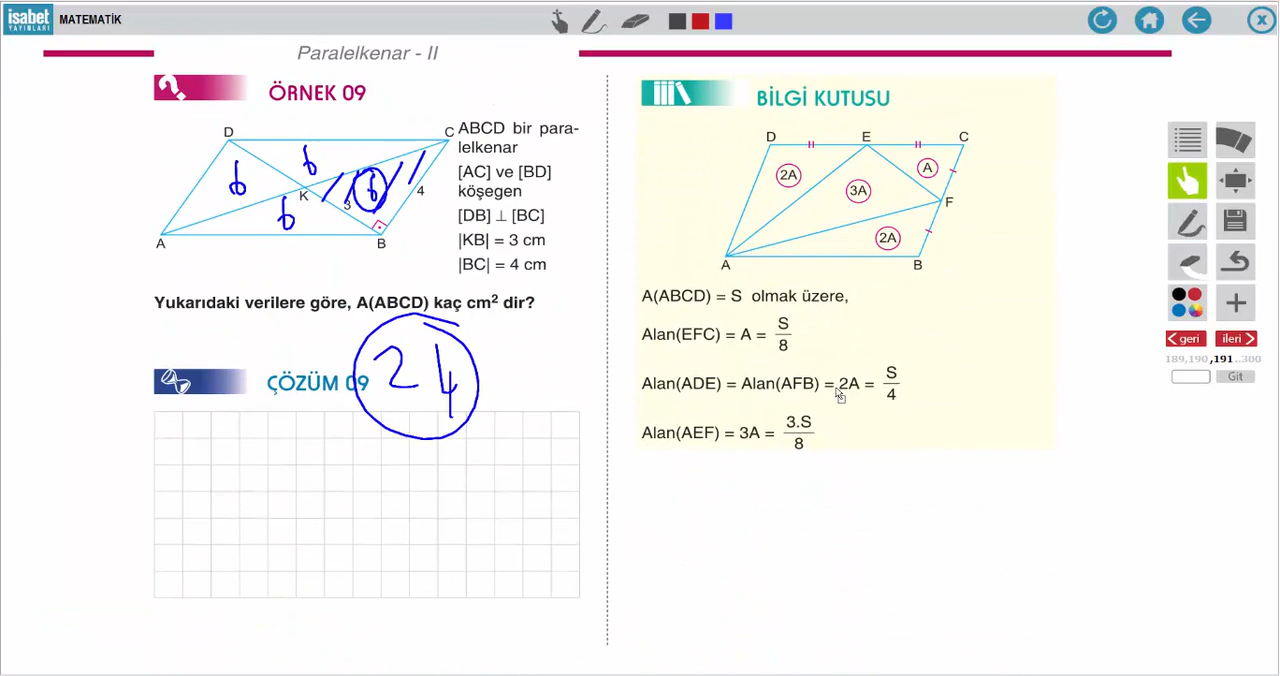 isabet
YAYINLARI
MATEMATİK
Paralelkenar - II
ÖRNEK 09
D
C
K
3
4
A
B
6
6
6
6
ABCD bir para-
lelkenar
[AC] ve [BD]
köşegen
[DB] ⊥ [BC]
|KB| = 3 cm
|BC| = 4 cm
Yukarıdaki verilere göre, A(ABCD) kaç cm² dir?
24
ÇÖZÜM 09
BİLGİ KUTUSU
D
E
C
2A
A
3A
F
2A
A
B
A(ABCD) = S olmak üzere,
Alan(EFC) = A = S/8
Alan(ADE) = Alan(AFB) = 2A = S/4
Alan(AEF) = 3A = 3.S/8
geri
ileri
189,190,191...300
Git